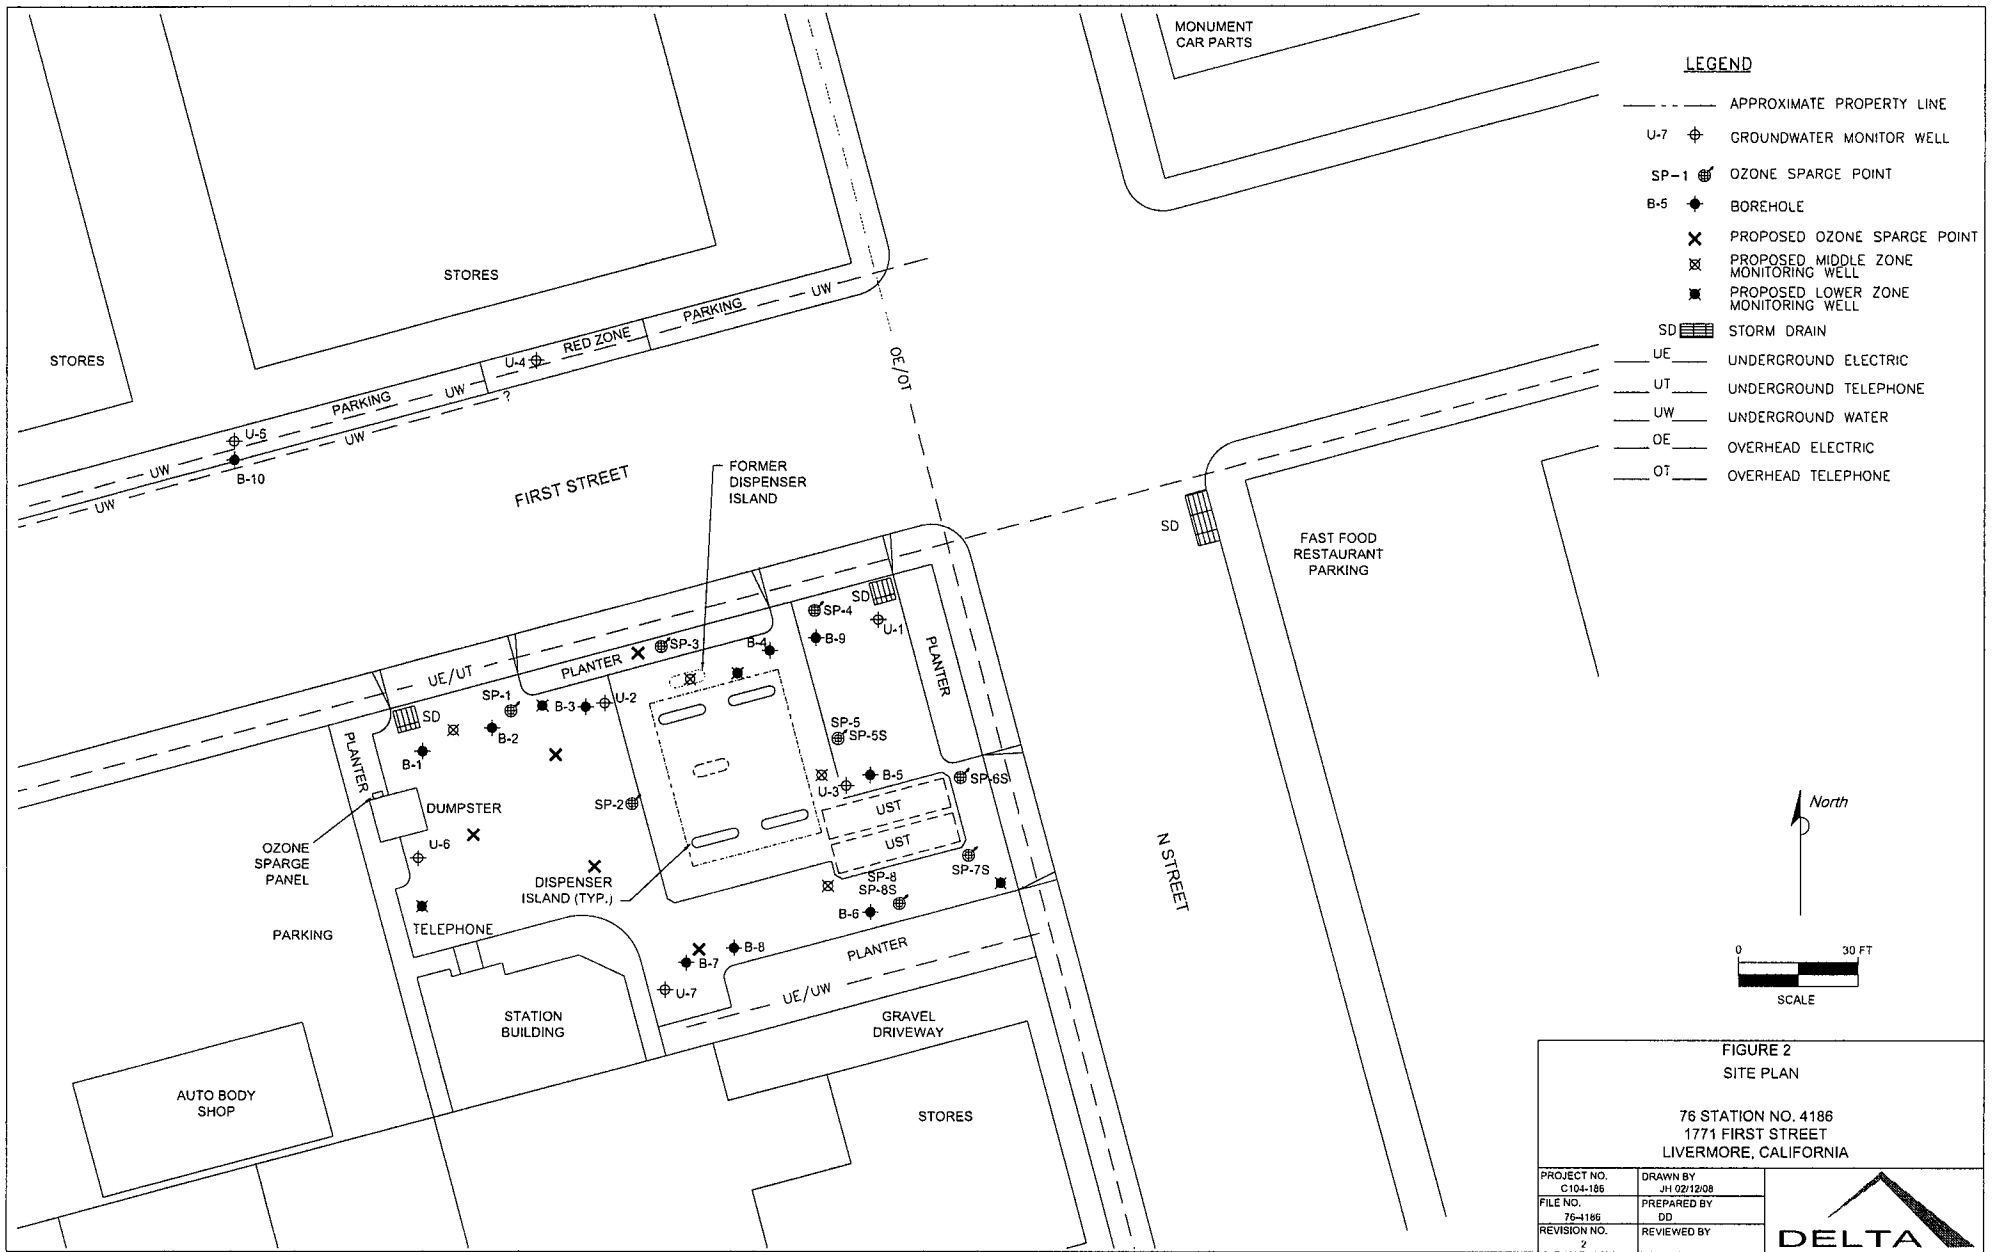 MONUMENT
CAR PARTS
LEGEND
APPROXIMATE PROPERTY LINE
U-7 GROUNDWATER MONITOR WELL
SP-1 OZONE SPARGE POINT
B-5 BOREHOLE
PROPOSED OZONE SPARGE POINT
PROPOSED MIDDLE ZONE
MONITORING WELL
PROPOSED LOWER ZONE
MONITORING WELL
SD STORM DRAIN
UE UNDERGROUND ELECTRIC
UT UNDERGROUND TELEPHONE
UW UNDERGROUND WATER
OE OVERHEAD ELECTRIC
OT OVERHEAD TELEPHONE
STORES
STORES
UW
PARKING
RED ZONE
U-4
UW
PARKING
?
UW
U-5
UW
B-10
UW
OE/OT
FIRST STREET
FORMER
DISPENSER
ISLAND
SD
FAST FOOD
RESTAURANT
PARKING
SD
SP-4
U-1
B-9
B-4
SP-3
PLANTER
PLANTER
UE/UT
SP-1
B-3
U-2
SD
B-2
B-1
PLANTER
SP-5
SP-5S
B-5
U-3
SP-6S
UST
UST
SP-2
DUMPSTER
U-6
OZONE
SPARGE
PANEL
DISPENSER
ISLAND (TYP.)
SP-8
SP-8S
SP-7S
B-6
N STREET
TELEPHONE
PARKING
B-8
B-7
U-7
PLANTER
UE/UW
STATION
BUILDING
GRAVEL
DRIVEWAY
AUTO BODY
SHOP
STORES
North
0 30 FT
SCALE
FIGURE 2
SITE PLAN
76 STATION NO. 4186
1771 FIRST STREET
LIVERMORE, CALIFORNIA
PROJECT NO.
C104-186
DRAWN BY
JH 02/12/08
FILE NO.
76-4186
PREPARED BY
DD
REVISION NO.
2
REVIEWED BY
DELTA